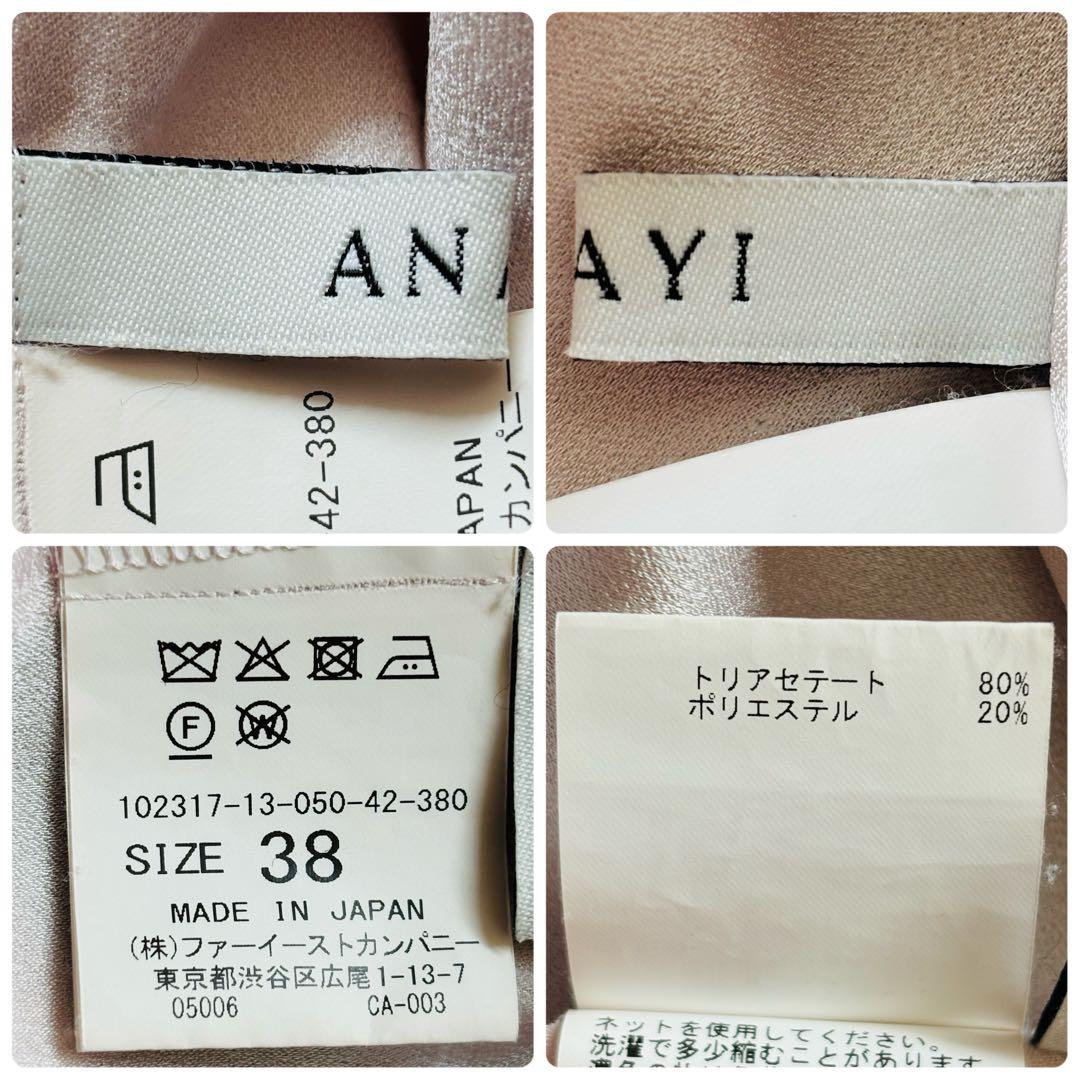 AN
42-380
APAN
カンパニー
AYI
F
W
102317-13-050-42-380
SIZE 38
MADE IN JAPAN
(株)ファーイーストカンパニー
東京都渋谷区広尾1-13-7
05006 CA-003
トリアセテート 80%
ポリエステル 20%
ネットを使用してください。
洗濯で多少縮むことがあります